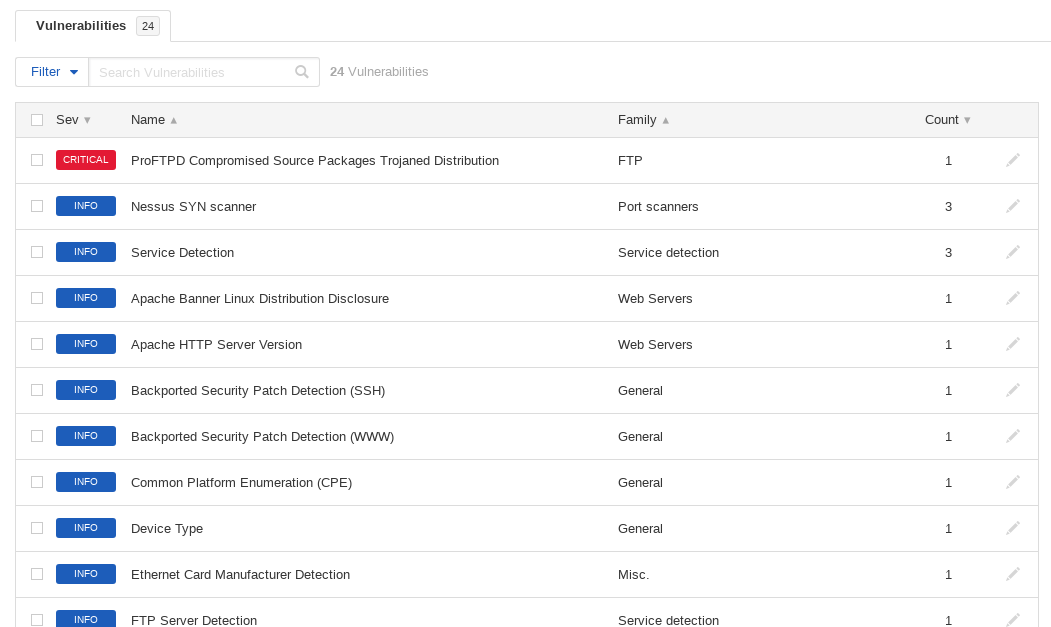 Vulnerabilities 24
Filter Search Vulnerabilities 24 Vulnerabilities
Sev Name Family Count
CRITICAL ProFTPD Compromised Source Packages Trojaned Distribution FTP 1
INFO Nessus SYN scanner Port scanners 3
INFO Service Detection Service detection 3
INFO Apache Banner Linux Distribution Disclosure Web Servers 1
INFO Apache HTTP Server Version Web Servers 1
INFO Backported Security Patch Detection (SSH) General 1
INFO Backported Security Patch Detection (WWW) General 1
INFO Common Platform Enumeration (CPE) General 1
INFO Device Type General 1
INFO Ethernet Card Manufacturer Detection Misc. 1
INFO FTP Server Detection Service detection 1